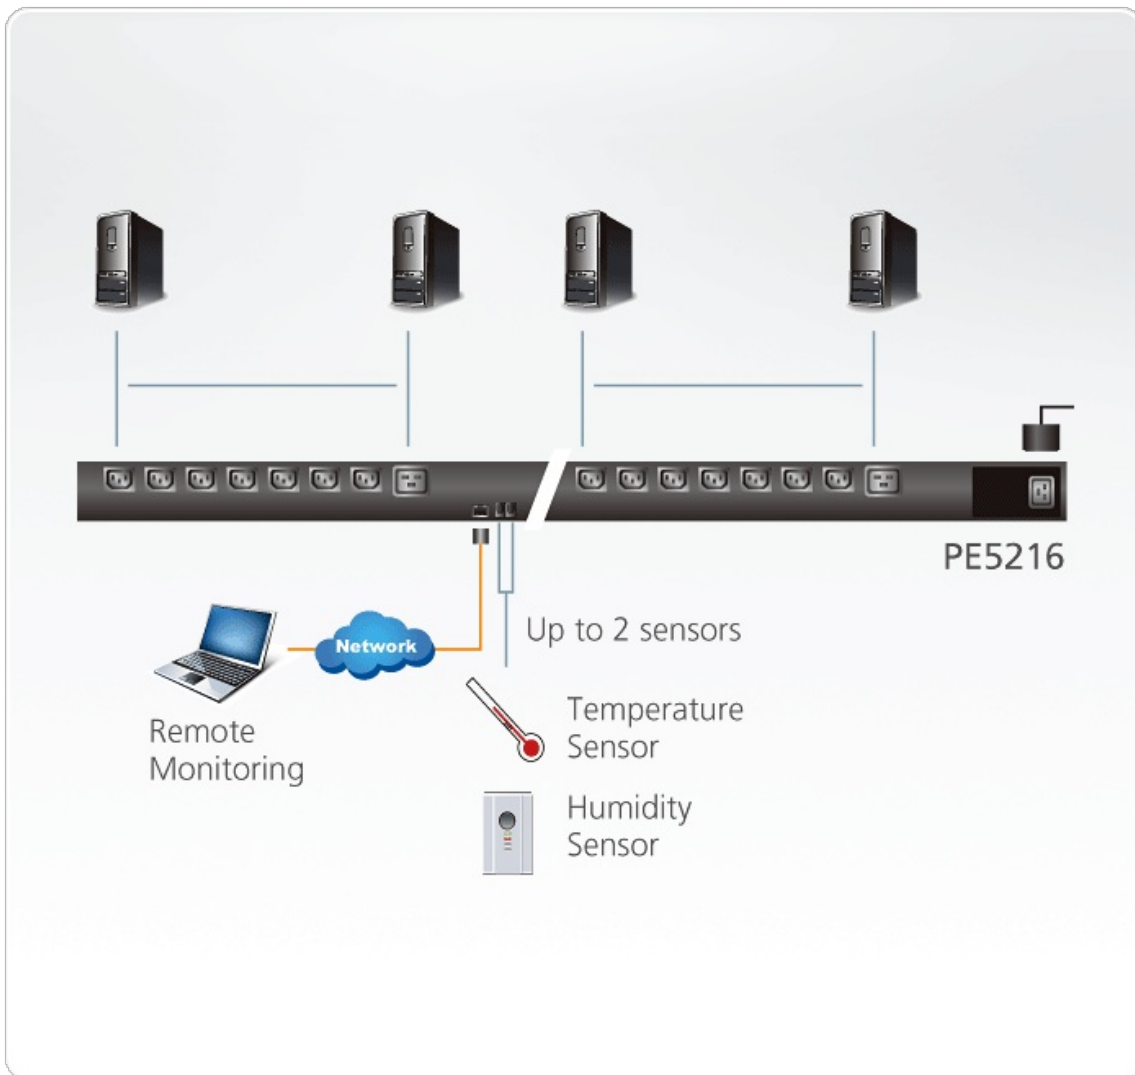 PE5216
Network
Up to 2 sensors
Remote
Monitoring
Temperature
Sensor
Humidity
Sensor